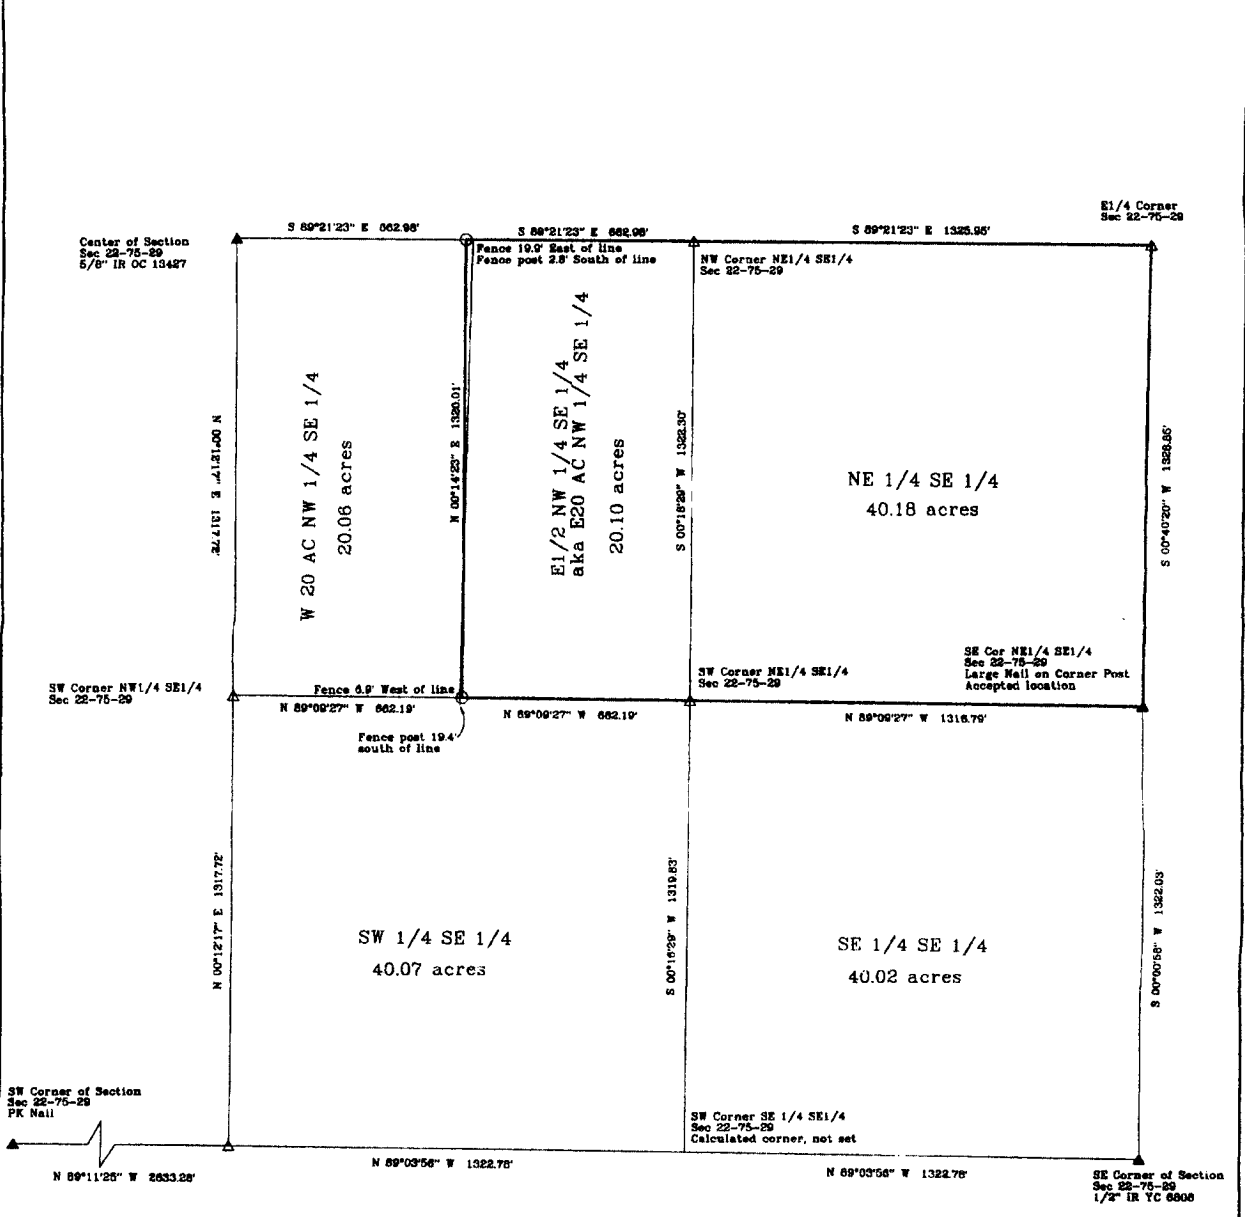 E1/4 Corner
Sec 22-75-29
S 89°21'23" E 662.98'
S 89°21'23" E 662.98'
S 89°21'23" E 1325.95'
Center of Section
Sec 22-75-29
5/8" IR OC 13427
Fence 19.9' East of line
Fence post 2.8' South of line
NW Corner NE1/4 SE1/4
Sec 22-75-29
N 00°12'17" E 1317.72'
W 20 AC NW 1/4 SE 1/4
20.06 acres
N 00°14'23" E 1320.01'
E1/2 NW 1/4 SE 1/4
aka E20 AC NW 1/4 SE 1/4
20.10 acres
S 00°16'29" W 1322.30'
NE 1/4 SE 1/4
40.18 acres
S 00°40'20" W 1328.85'
SE Cor NE1/4 SE1/4
Sec 22-75-29
Large Nail on Corner Post
Accepted location
SW Corner NW1/4 SE1/4
Sec 22-75-29
Fence 6.9' West of line
SW Corner NE1/4 SE1/4
Sec 22-75-29
N 89°09'27" W 662.19'
N 89°09'27" W 662.19'
N 89°09'27" W 1316.79'
Fence post 19.4'
south of line
N 00°12'17" E 1317.72'
SW 1/4 SE 1/4
40.07 acres
S 00°16'29" W 1319.83'
SE 1/4 SE 1/4
40.02 acres
S 00°00'58" W 1322.03'
SW Corner of Section
Sec 22-75-29
PK Nail
SW Corner SE 1/4 SE1/4
Sec 22-75-29
Calculated corner, not set
N 89°11'25" W 2633.28'
N 89°03'56" W 1322.78'
N 89°03'56" W 1322.78'
SE Corner of Section
Sec 22-75-29
1/2" IR YC 6808